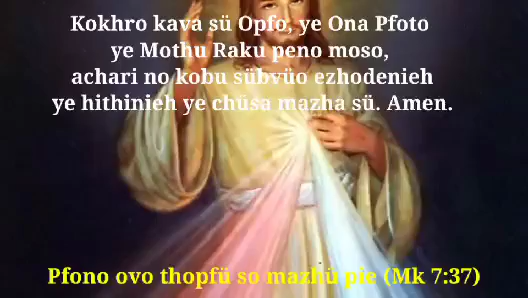 Kokhro kava sü Opfo, ye Ona Pfoto
ye Mothu Raku peno moso,
achari no kobu sübvüo ezhodenieh
ye hithinieh ye chüsa mazha sü. Amen.
Pfono ovo thopfü so mazhü pie (Mk 7:37)